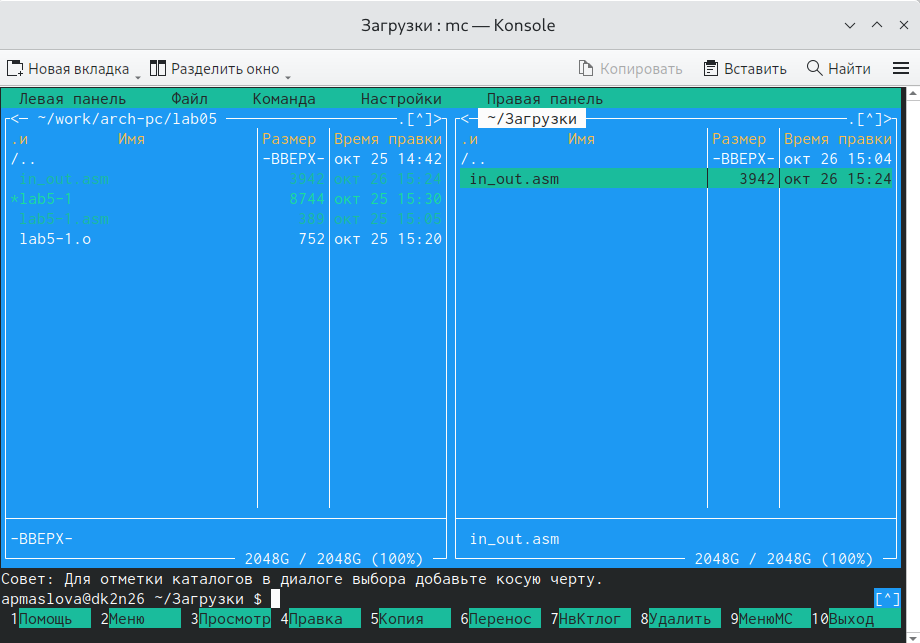 Загрузки : mc — Konsole
Новая вкладка Разделить окно Копировать Вставить Найти
Левая панель Файл Команда Настройки Правая панель
<− ~/work/arch-pc/lab05 .[^]> <− ~/Загрузки .[^]>
.и Имя Размер Время правки .и Имя Размер Время правки
/.. -ВВЕРХ- окт 25 14:42 /.. -ВВЕРХ- окт 26 15:04
in_out.asm 3942 окт 26 15:24 in_out.asm 3942 окт 26 15:24
*lab5-1 8744 окт 25 15:30
lab5-1.asm окт 25
lab5-1.o 752 окт 25 15:20
-ВВЕРХ- in_out.asm
2048G / 2048G (100%) 2048G / 2048G (100%)
Совет: Для отметки каталогов в диалоге выбора добавьте косую черту.
apmaslova@dk2n26 ~/Загрузки $ [^]
1Помощь 2Меню 3Просмотр 4Правка 5Копия 6Перенос 7НвКтлог 8Удалить 9МенюМС 10Выход